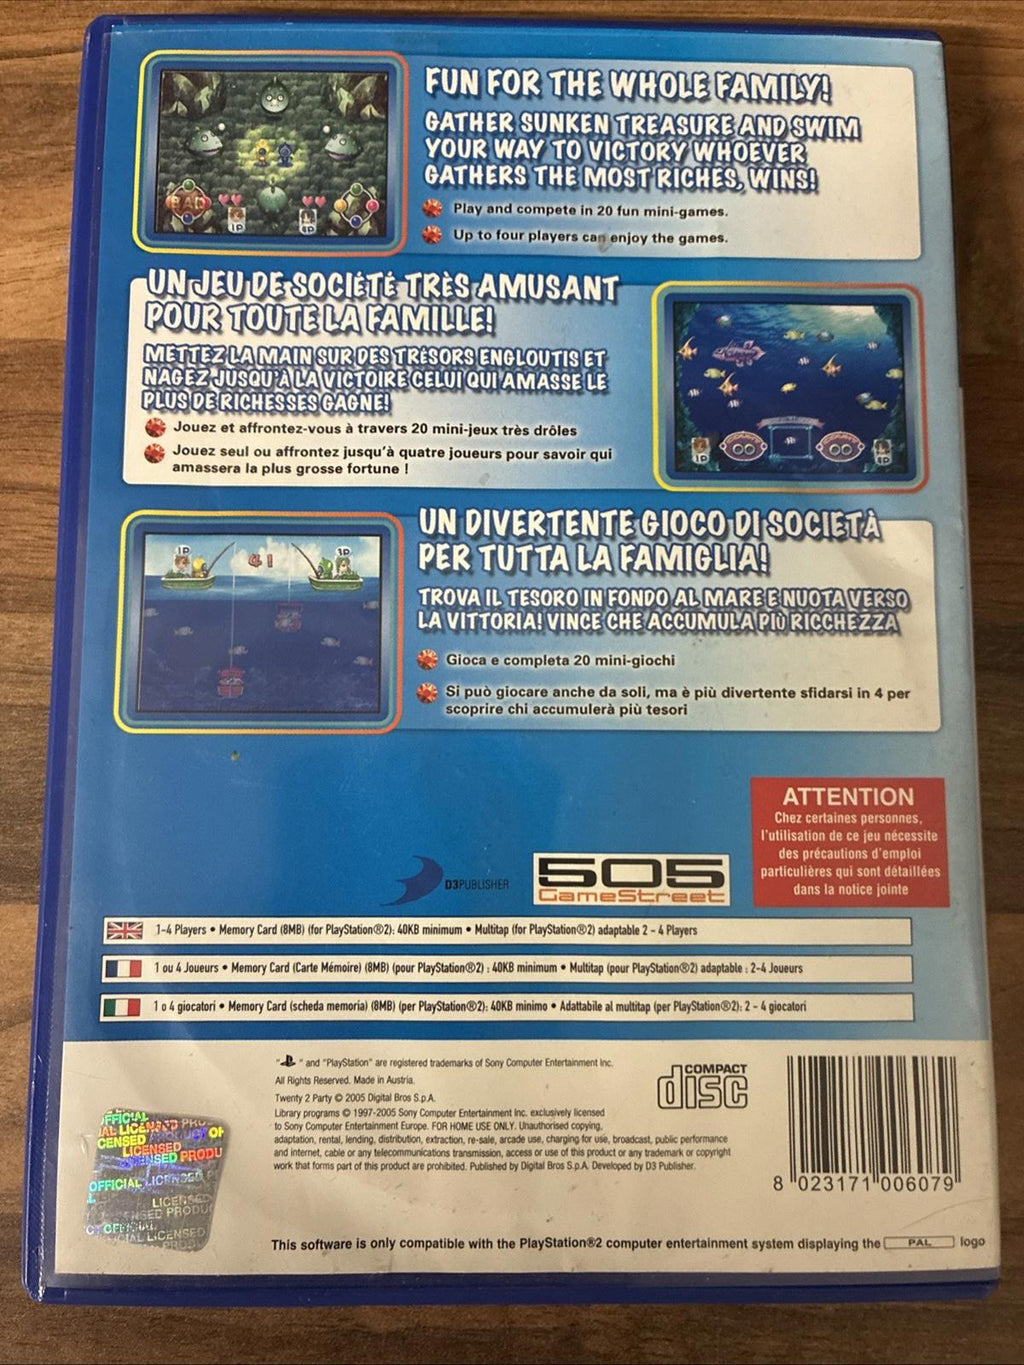 FUN FOR THE WHOLE FAMILY!
GATHER SUNKEN TREASURE AND SWIM
YOUR WAY TO VICTORY WHOEVER
GATHERS THE MOST RICHES, WINS!
Play and compete in 20 fun mini-games.
Up to four players can enjoy the games.
BAD
1P
UN JEU DE SOCIÉTÉ TRÈS AMUSANT
POUR TOUTE LA FAMILLE!
METTEZ LA MAIN SUR DES TRÉSORS ENGLOUTIS ET
NAGEZ JUSQU'À LA VICTOIRE CELUI QUI AMASSE LE
PLUS DE RICHESSES GAGNE!
Jouez et affrontez-vous à travers 20 mini-jeux très drôles
Jouez seul ou affrontez jusqu'à quatre joueurs pour savoir qui
amassera la plus grosse fortune !
1P
00
00
UN DIVERTENTE GIOCO DI SOCIETÀ
PER TUTTA LA FAMIGLIA!
TROVA IL TESORO IN FONDO AL MARE E NUOTA VERSO
LA VITTORIA! VINCE CHE ACCUMULA PIÙ RICCHEZZA
Gioca e completa 20 mini-giochi
Si può giocare anche da soli, ma è più divertente sfidarsi in 4 per
scoprire chi accumulerà più tesori
1P
41
ATTENTION
Chez certaines personnes,
l'utilisation de ce jeu nécessite
des précautions d'emploi
particulières qui sont détaillées
dans la notice jointe
D3PUBLISHER
505
GameStreet
1-4 Players • Memory Card (8MB) (for PlayStation®2): 40KB minimum • Multitap (for PlayStation®2) adaptable 2 - 4 Players
1 ou 4 Joueurs • Memory Card (Carte Mémoire) (8MB) (pour PlayStation®2) : 40KB minimum • Multitap (pour PlayStation®2) adaptable : 2-4 Joueurs
1 o 4 giocatori • Memory Card (scheda memoria) (8MB) (per PlayStation®2): 40KB minimo • Adattabile al multitap (per PlayStation®2): 2 - 4 giocatori
" " and "PlayStation" are registered trademarks of Sony Computer Entertainment Inc.
All Rights Reserved. Made in Austria.
Twenty 2 Party © 2005 Digital Bros S.p.A.
Library programs © 1997-2005 Sony Computer Entertainment Inc. exclusively licensed
to Sony Computer Entertainment Europe. FOR HOME USE ONLY. Unauthorised copying,
adaptation, rental, lending, distribution, extraction, re-sale, arcade use, charging for use, broadcast, public performance
and internet, cable or any telecommunications transmission, access or use of this product or any trademark or copyright
work that forms part of this product are prohibited. Published by Digital Bros S.p.A. Developed by D3 Publisher.
COMPACT
disc
8 023171 006079
OFFICIAL
LICENSED
LICENSED PRODU
OFFICIAL LICENSED
LICENSED
This software is only compatible with the PlayStation®2 computer entertainment system displaying the PAL logo